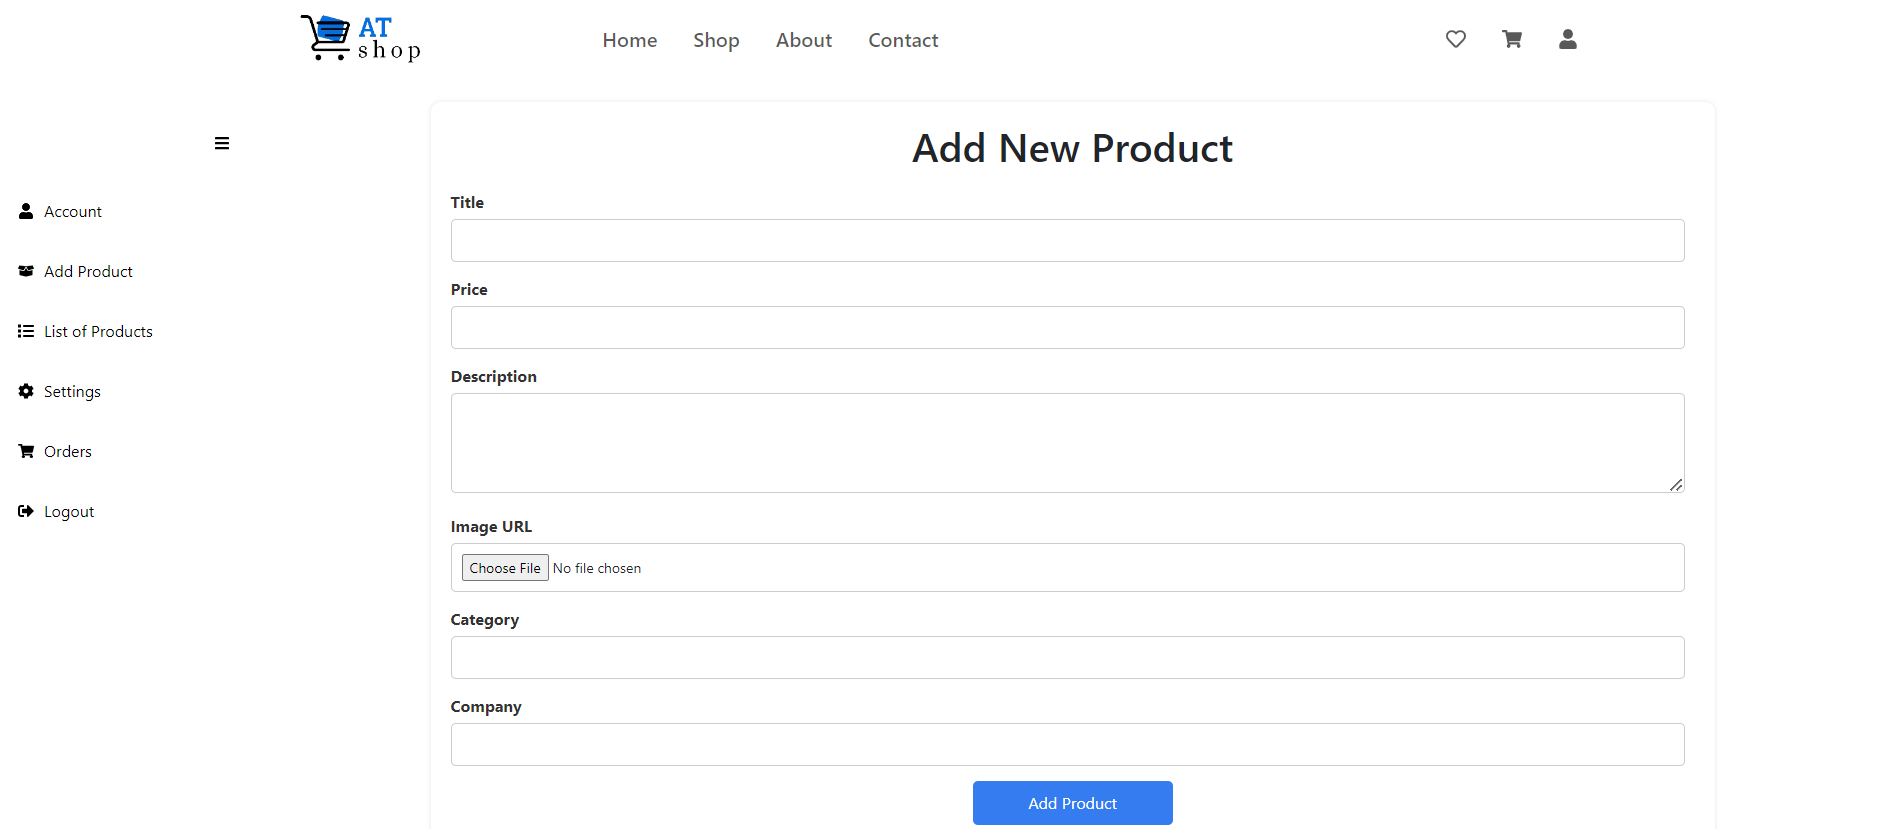 AT
shop
Home Shop About Contact
Account
Add Product
List of Products
Settings
Orders
Logout
Add New Product
Title
Price
Description
Image URL
Choose File No file chosen
Category
Company
Add Product